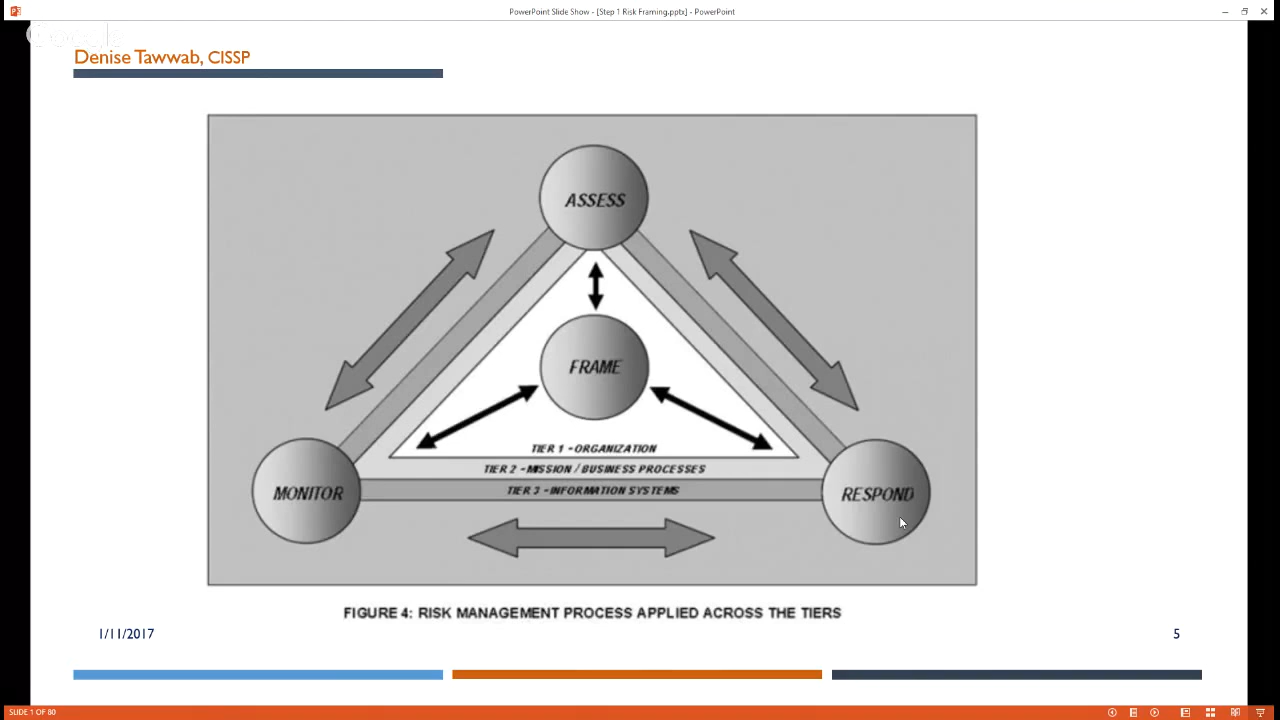 PowerPoint Slide Show - [Step 1 Risk Framing.pptx] - PowerPoint
Denise Tawwab, CISSP
ASSESS
FRAME
TIER 1 - ORGANIZATION
TIER 2 - MISSION / BUSINESS PROCESSES
MONITOR
TIER 3 - INFORMATION SYSTEMS
RESPOND
FIGURE 4: RISK MANAGEMENT PROCESS APPLIED ACROSS THE TIERS
1/11/2017
5
SLIDE 1 OF 80